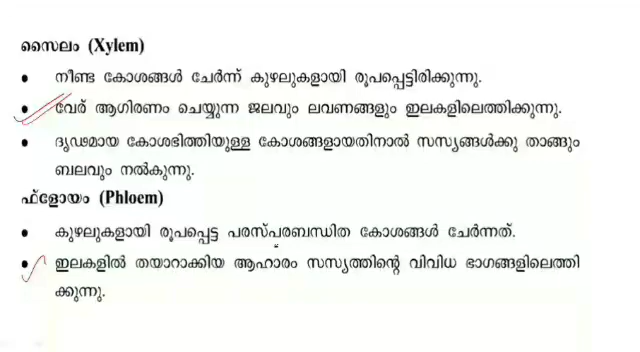 സൈലം (Xylem)
• നീണ്ട കോശങ്ങൾ ചേർന്ന് കുഴലുകളായി രൂപപ്പെട്ടിരിക്കുന്നു.
• വേര് ആഗിരണം ചെയ്യുന്ന ജലവും ലവണങ്ങളും ഇലകളിലെത്തിക്കുന്നു.
• ദൃഢമായ കോശഭിത്തിയുള്ള കോശങ്ങളായതിനാൽ സസ്യങ്ങൾക്കു താങ്ങും
ബലവും നൽകുന്നു.
ഫ്ളോയം (Phloem)
• കുഴലുകളായി രൂപപ്പെട്ട പരസ്പരബന്ധിത കോശങ്ങൾ ചേർന്നത്.
• ഇലകളിൽ തയാറാക്കിയ ആഹാരം സസ്യത്തിന്റെ വിവിധ ഭാഗങ്ങളിലെത്തി
ക്കുന്നു.